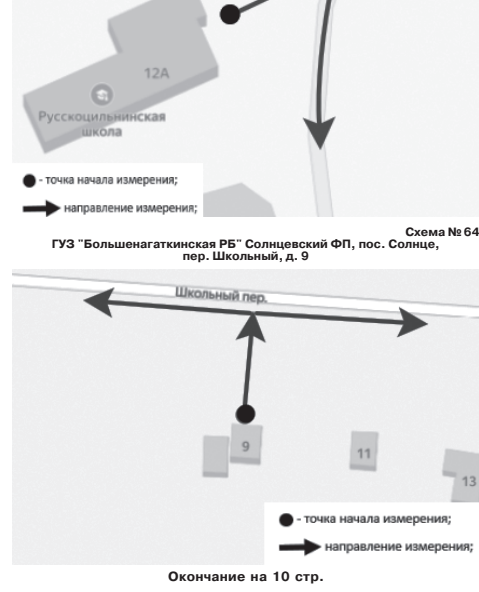 12А
Русскоцильнинская
школа
- точка начала измерения;
направление измерения;
Схема № 64
ГУЗ "Большенагаткинская РБ" Солнцевский ФП, пос. Солнце,
пер. Школьный, д. 9
Школьный пер.
9
11
13
- точка начала измерения;
направление измерения;
Окончание на 10 стр.